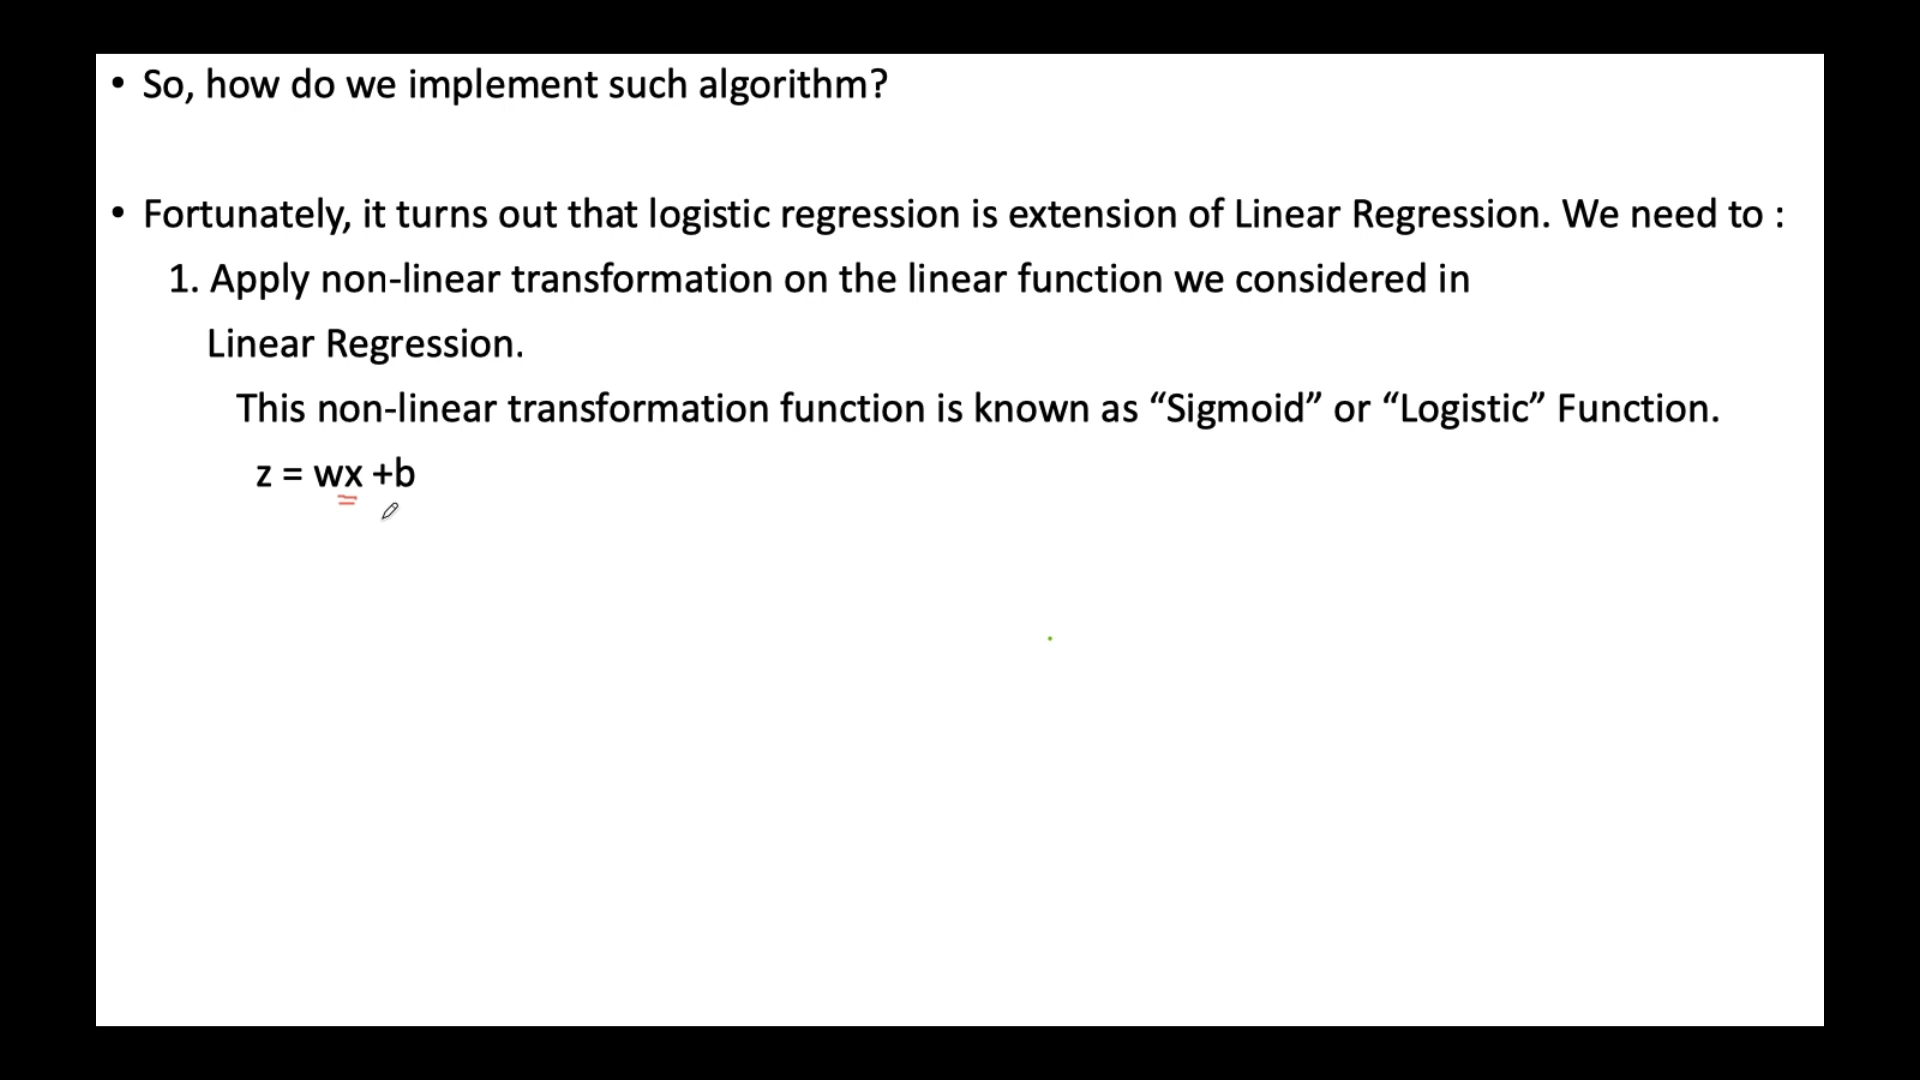 • So, how do we implement such algorithm?
• Fortunately, it turns out that logistic regression is extension of Linear Regression. We need to :
1. Apply non-linear transformation on the linear function we considered in
Linear Regression.
This non-linear transformation function is known as “Sigmoid” or “Logistic” Function.
z = wx +b